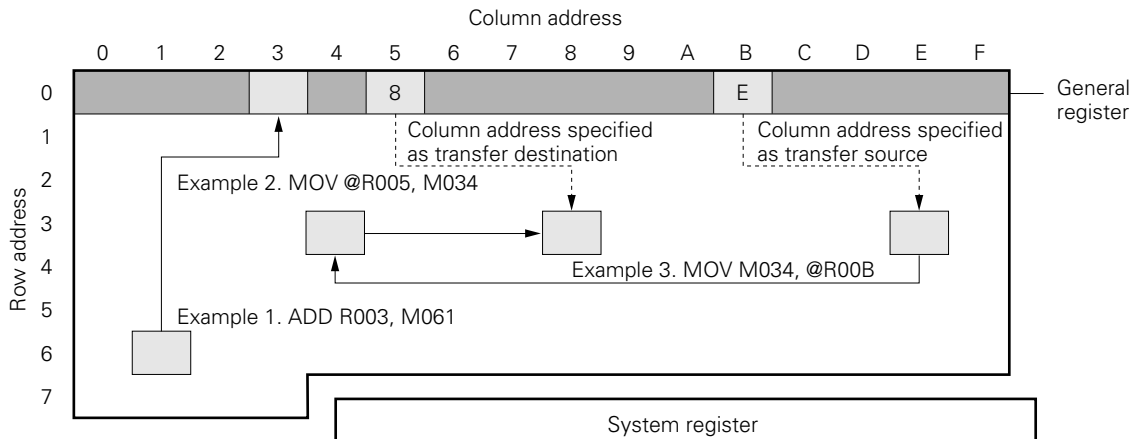 Column address
0 1 2 3 4 5 6 7 8 9 A B C D E F
Row address
0
1
2
3
4
5
6
7
8
E
General
register
Column address specified
as transfer destination
Column address specified
as transfer source
Example 2. MOV @R005, M034
Example 3. MOV M034, @R00B
Example 1. ADD R003, M061
System register